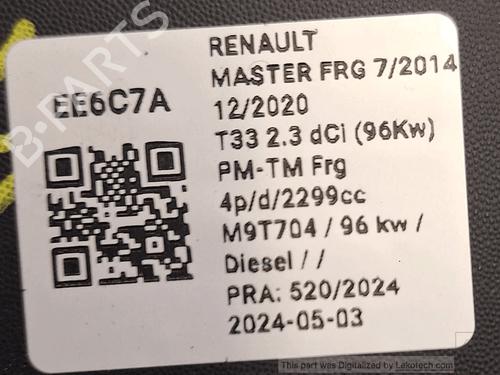 B-PARTS
EE6C7A
RENAULT
MASTER FRG 7/2014
12/2020
T33 2.3 dCi (96Kw)
PM-TM Frg
4p/d/2299cc
M9T704 / 96 kw /
Diesel / /
PRA: 520/2024
2024-05-03
This part was Digitalized by Lekotech.com